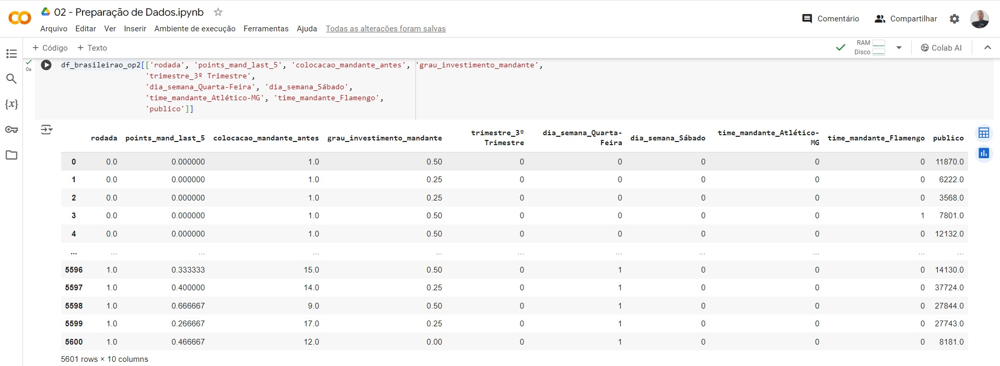 02 - Preparação de Dados.ipynb
Arquivo Editar Ver Inserir Ambiente de execução Ferramentas Ajuda Todas as alterações foram salvas
Comentário Compartilhar
+ Código + Texto
RAM
Disco
Colab AI
0s
df_brasileirao_op2[['rodada', 'points_mand_last_5', 'colocacao_mandante_antes', 'grau_investimento_mandante',
'trimestre_3º Trimestre',
'dia_semana_Quarta-Feira', 'dia_semana_Sábado',
'time_mandante_Atlético-MG', 'time_mandante_Flamengo',
'publico']]
{x}
rodada points_mand_last_5 colocacao_mandante_antes grau_investimento_mandante trimestre_3º Trimestre dia_semana_Quarta-Feira dia_semana_Sábado time_mandante_Atlético-MG time_mandante_Flamengo publico
0 0.0 0.000000 1.0 0.50 0 0 0 0 0 11870.0
1 0.0 0.000000 1.0 0.25 0 0 0 0 0 6222.0
2 0.0 0.000000 1.0 0.25 0 0 0 0 0 3568.0
3 0.0 0.000000 1.0 0.50 0 0 0 0 1 7801.0
4 0.0 0.000000 1.0 0.50 0 0 0 0 0 12132.0
... ... ... ... ... ... ... ... ... ... ...
5596 1.0 0.333333 15.0 0.50 0 1 0 0 0 14130.0
5597 1.0 0.400000 14.0 0.25 0 1 0 0 0 37724.0
5598 1.0 0.666667 9.0 0.50 0 1 0 0 0 27844.0
5599 1.0 0.266667 17.0 0.25 0 1 0 0 0 27743.0
5600 1.0 0.466667 12.0 0.00 0 1 0 0 0 8181.0
5601 rows × 10 columns